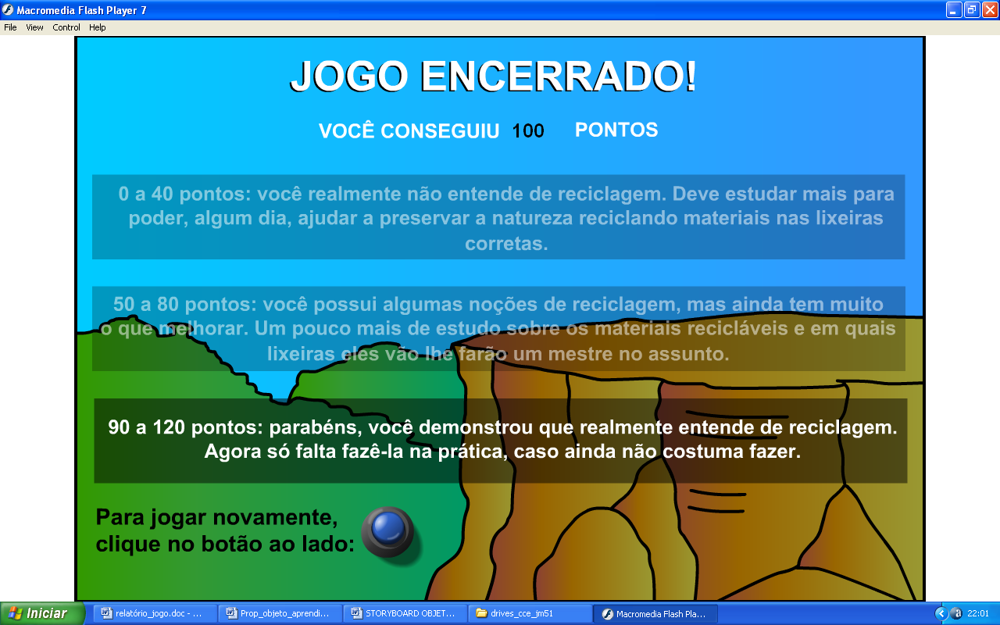 Macromedia Flash Player 7
File View Control Help
JOGO ENCERRADO!
VOCÊ CONSEGUIU 100 PONTOS
0 a 40 pontos: você realmente não entende de reciclagem. Deve estudar mais para
poder, algum dia, ajudar a preservar a natureza reciclando materiais nas lixeiras
corretas.
50 a 80 pontos: você possui algumas noções de reciclagem, mas ainda tem muito
o que melhorar. Um pouco mais de estudo sobre os materiais recicláveis e em quais
lixeiras eles vão lhe farão um mestre no assunto.
90 a 120 pontos: parabéns, você demonstrou que realmente entende de reciclagem.
Agora só falta fazê-la na prática, caso ainda não costuma fazer.
Para jogar novamente,
clique no botão ao lado:
Iniciar relatório_jogo.doc - ... Prop_objeto_aprendi... STORYBOARD OBJET... drives_cce_jm51 Macromedia Flash Pla... 22:01